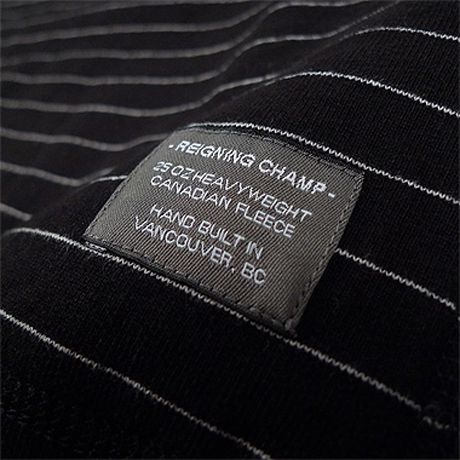 - REIGNING CHAMP -
25 OZ HEAVYWEIGHT
CANADIAN FLEECE
HAND BUILT IN
VANCOUVER, BC